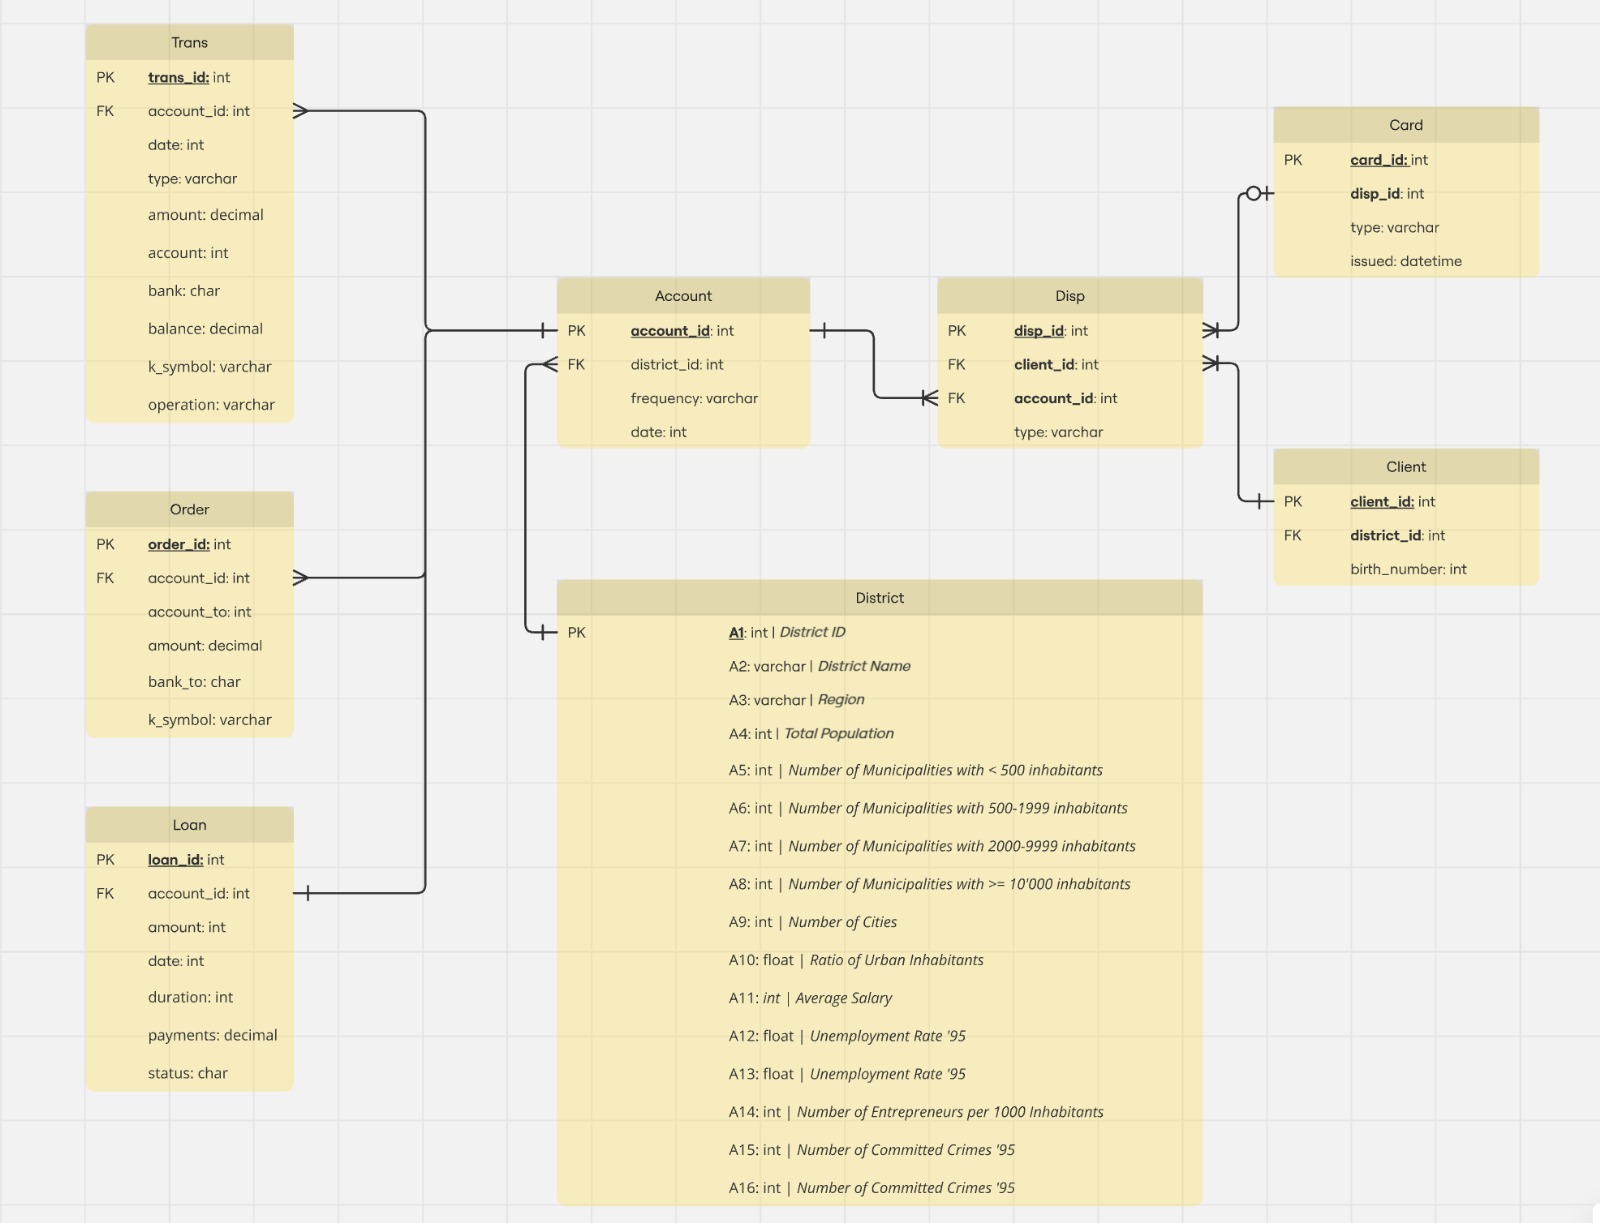 Trans
PK trans_id: int
FK account_id: int
date: int
type: varchar
amount: decimal
account: int
bank: char
balance: decimal
k_symbol: varchar
operation: varchar
Order
PK order_id: int
FK account_id: int
account_to: int
amount: decimal
bank_to: char
k_symbol: varchar
Loan
PK loan_id: int
FK account_id: int
amount: int
date: int
duration: int
payments: decimal
status: char
Account
PK account_id: int
FK district_id: int
frequency: varchar
date: int
Disp
PK disp_id: int
FK client_id: int
FK account_id: int
type: varchar
Card
PK card_id: int
disp_id: int
type: varchar
issued: datetime
Client
PK client_id: int
FK district_id: int
birth_number: int
District
PK A1: int | District ID
A2: varchar | District Name
A3: varchar | Region
A4: int | Total Population
A5: int | Number of Municipalities with < 500 inhabitants
A6: int | Number of Municipalities with 500-1999 inhabitants
A7: int | Number of Municipalities with 2000-9999 inhabitants
A8: int | Number of Municipalities with >= 10'000 inhabitants
A9: int | Number of Cities
A10: float | Ratio of Urban Inhabitants
A11: int | Average Salary
A12: float | Unemployment Rate '95
A13: float | Unemployment Rate '95
A14: int | Number of Entrepreneurs per 1000 Inhabitants
A15: int | Number of Committed Crimes '95
A16: int | Number of Committed Crimes '95